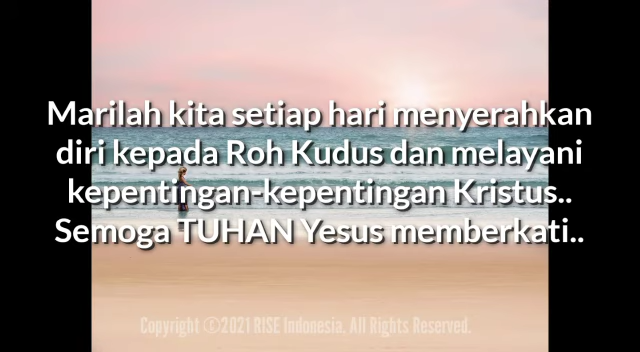 Marilah kita setiap hari menyerahkan
diri kepada Roh Kudus dan melayani
kepentingan-kepentingan Kristus..
Semoga TUHAN Yesus memberkati..
Copyright ©2021 RISE Indonesia. All Rights Reserved.